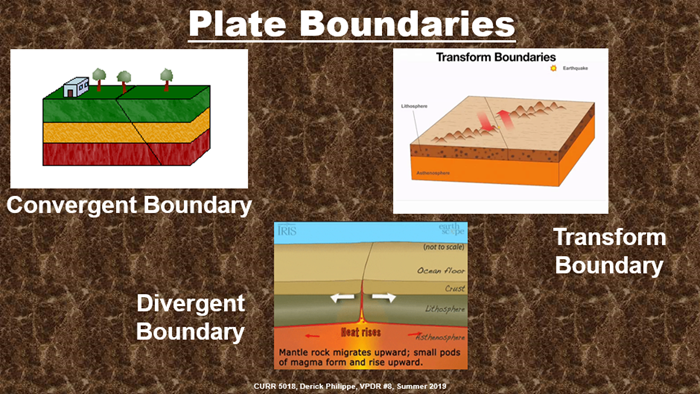 Plate Boundaries
Convergent Boundary
Transform Boundaries
Earthquake
Lithosphere
Asthenosphere
Transform
Boundary
IRIS
earth
scope
(not to scale)
Ocean floor
Crust
Lithosphere
Heat rises
Asthenosphere
Mantle rock migrates upward; small pods
of magma form and rise upward.
Divergent
Boundary
CURR 5018, Derick Philippe, VPDR #8, Summer 2019